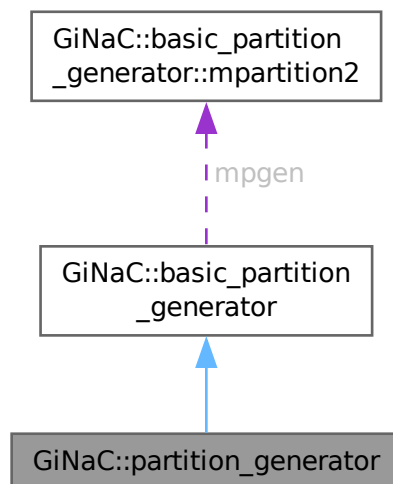 GiNaC::basic_partition
_generator::mpartition2
mpgen
GiNaC::basic_partition
_generator
GiNaC::partition_generator